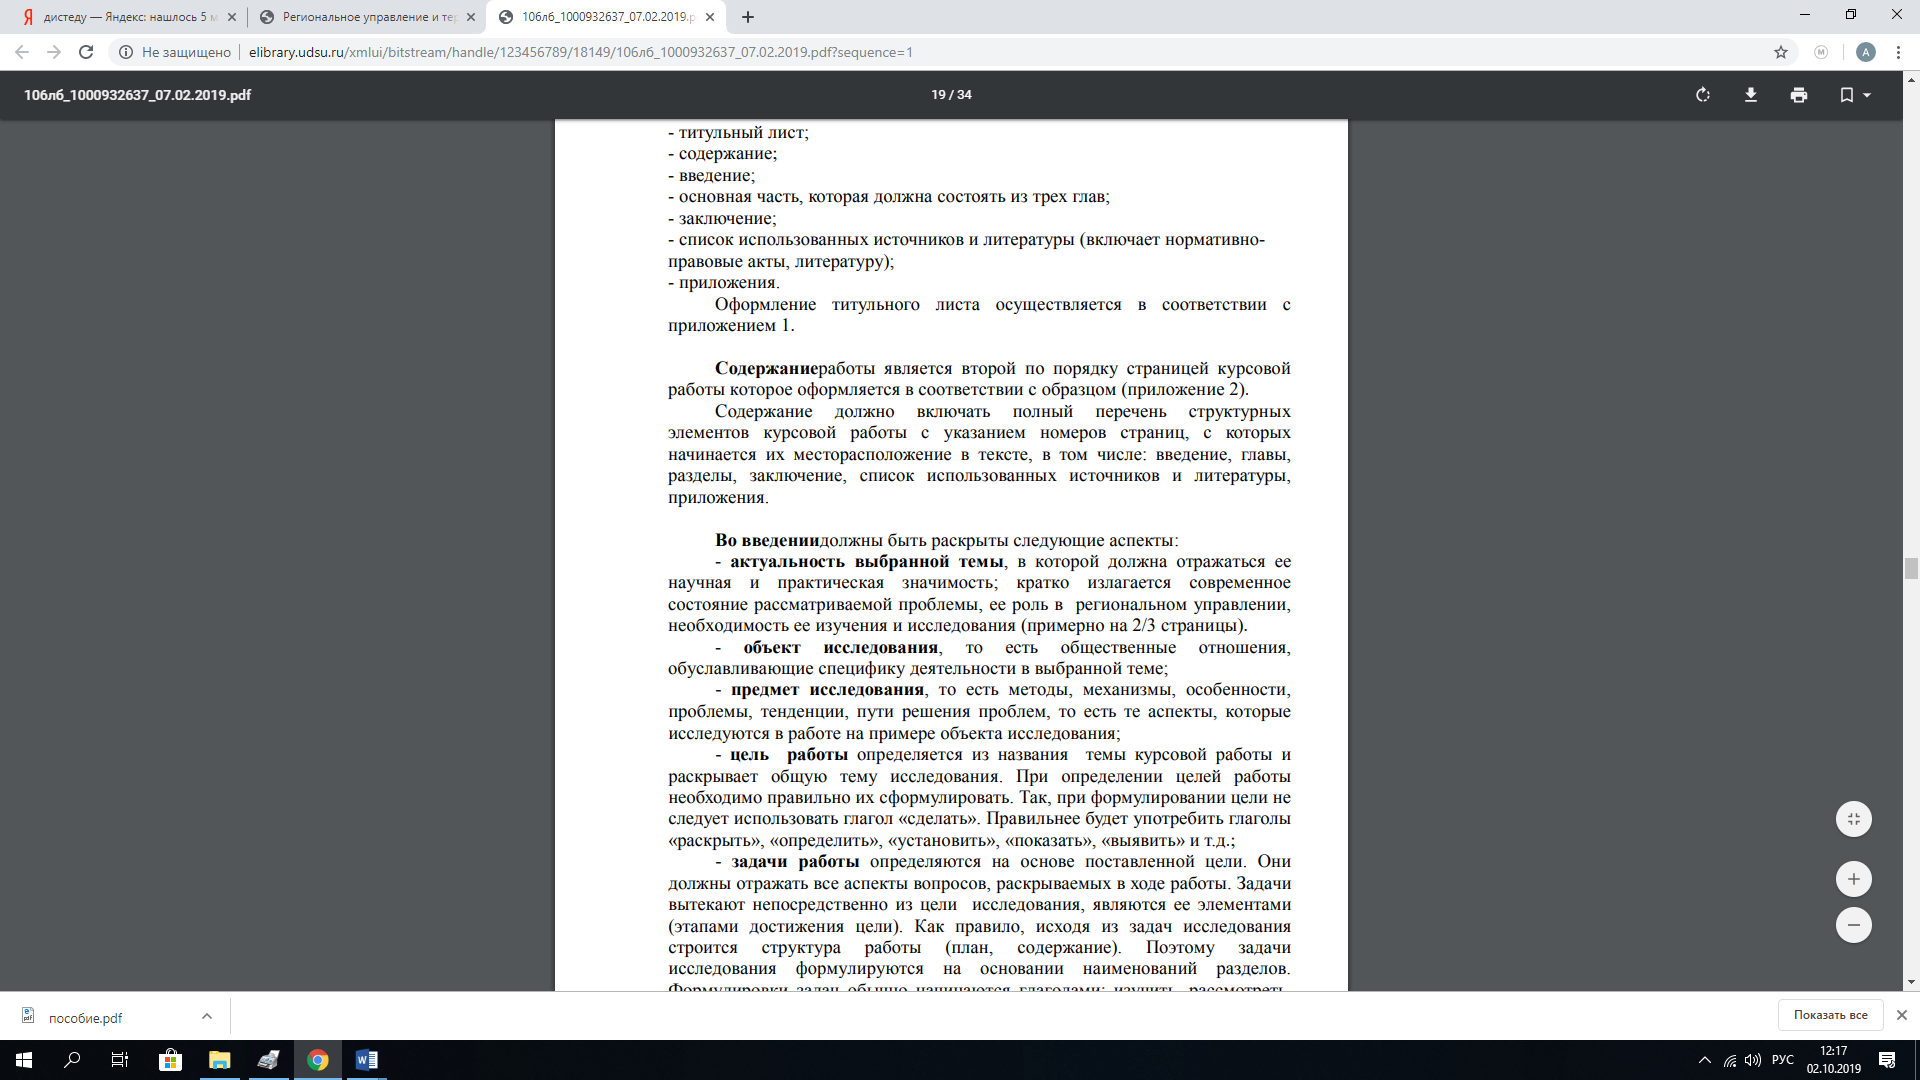 дистеду — Яндекс: нашлось 5 м
Региональное управление и тер
106лб_1000932637_07.02.2019.p
Не защищено
elibrary.udsu.ru/xmlui/bitstream/handle/123456789/18149/106лб_1000932637_07.02.2019.pdf?sequence=1
A
106лб_1000932637_07.02.2019.pdf
19 / 34
- титульный лист;
- содержание;
- введение;
- основная часть, которая должна состоять из трех глав;
- заключение;
- список использованных источников и литературы (включает нормативно-
правовые акты, литературу);
- приложения.
Оформление титульного листа осуществляется в соответствии с
приложением 1.
Содержаниеработы является второй по порядку страницей курсовой
работы которое оформляется в соответствии с образцом (приложение 2).
Содержание должно включать полный перечень структурных
элементов курсовой работы с указанием номеров страниц, с которых
начинается их месторасположение в тексте, в том числе: введение, главы,
разделы, заключение, список использованных источников и литературы,
приложения.
Во введениидолжны быть раскрыты следующие аспекты:
- актуальность выбранной темы, в которой должна отражаться ее
научная и практическая значимость; кратко излагается современное
состояние рассматриваемой проблемы, ее роль в региональном управлении,
необходимость ее изучения и исследования (примерно на 2/3 страницы).
- объект исследования, то есть общественные отношения,
обуславливающие специфику деятельности в выбранной теме;
- предмет исследования, то есть методы, механизмы, особенности,
проблемы, тенденции, пути решения проблем, то есть те аспекты, которые
исследуются в работе на примере объекта исследования;
- цель работы определяется из названия темы курсовой работы и
раскрывает общую тему исследования. При определении целей работы
необходимо правильно их сформулировать. Так, при формулировании цели не
следует использовать глагол «сделать». Правильнее будет употребить глаголы
«раскрыть», «определить», «установить», «показать», «выявить» и т.д.;
- задачи работы определяются на основе поставленной цели. Они
должны отражать все аспекты вопросов, раскрываемых в ходе работы. Задачи
вытекают непосредственно из цели исследования, являются ее элементами
(этапами достижения цели). Как правило, исходя из задач исследования
строится структура работы (план, содержание). Поэтому задачи
исследования формулируются на основании наименований разделов.
Формулировки задач обычно начинаются глаголами: изучить, рассмотреть,
пособие.pdf
Показать все
РУС
12:17
02.10.2019